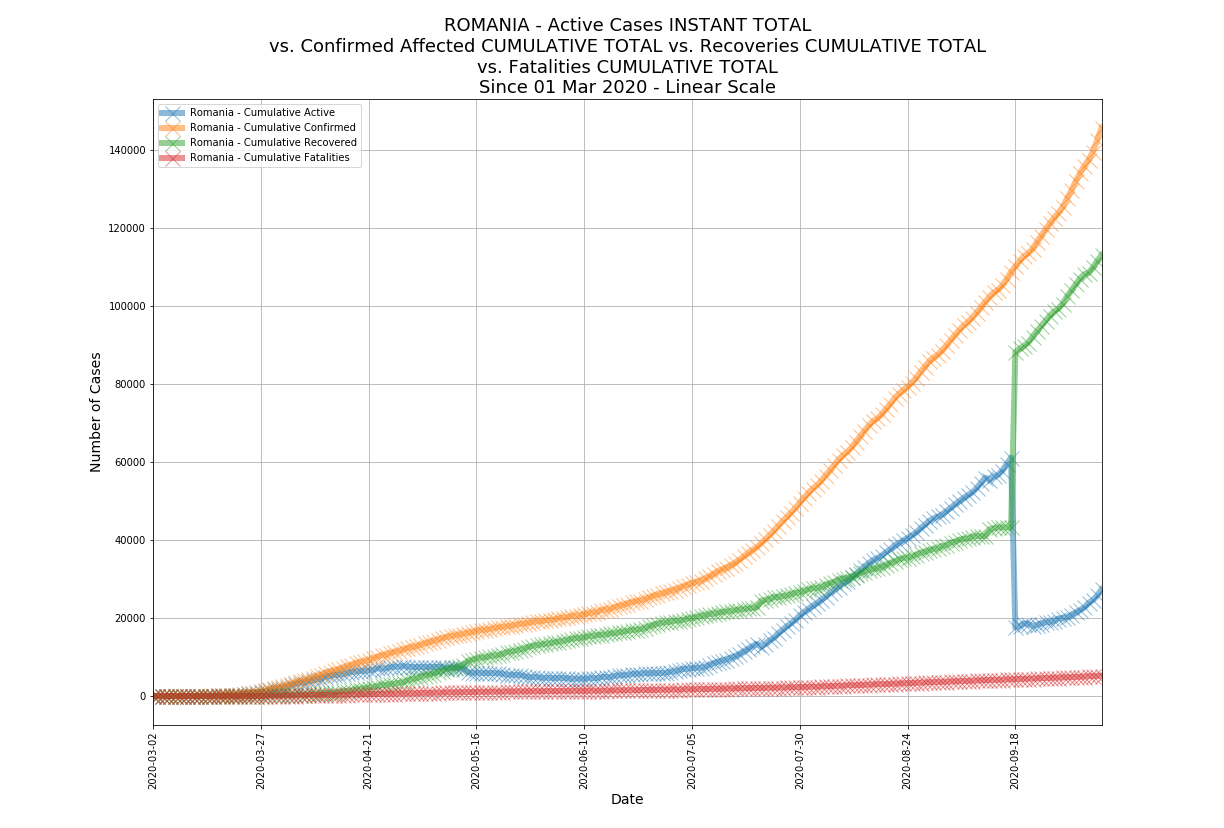 ROMANIA - Active Cases INSTANT TOTAL
vs. Confirmed Affected CUMULATIVE TOTAL vs. Recoveries CUMULATIVE TOTAL
vs. Fatalities CUMULATIVE TOTAL
Since 01 Mar 2020 - Linear Scale
Romania - Cumulative Active
Romania - Cumulative Confirmed
Romania - Cumulative Recovered
Romania - Cumulative Fatalities
Number of Cases
140000
120000
100000
80000
60000
40000
20000
0
2020-03-02
2020-03-27
2020-04-21
2020-05-16
2020-06-10
2020-07-05
2020-07-30
2020-08-24
2020-09-18
Date